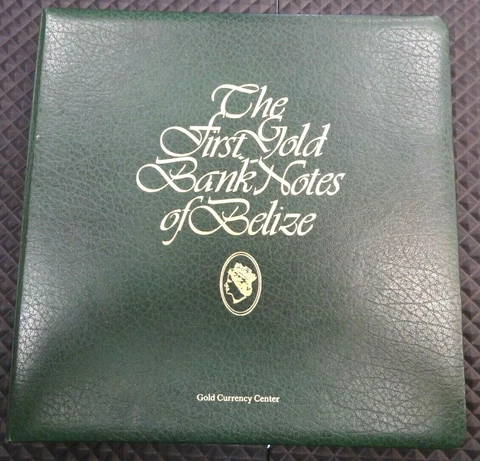 The
First Gold
Bank Notes
of Belize
Gold Currency Center